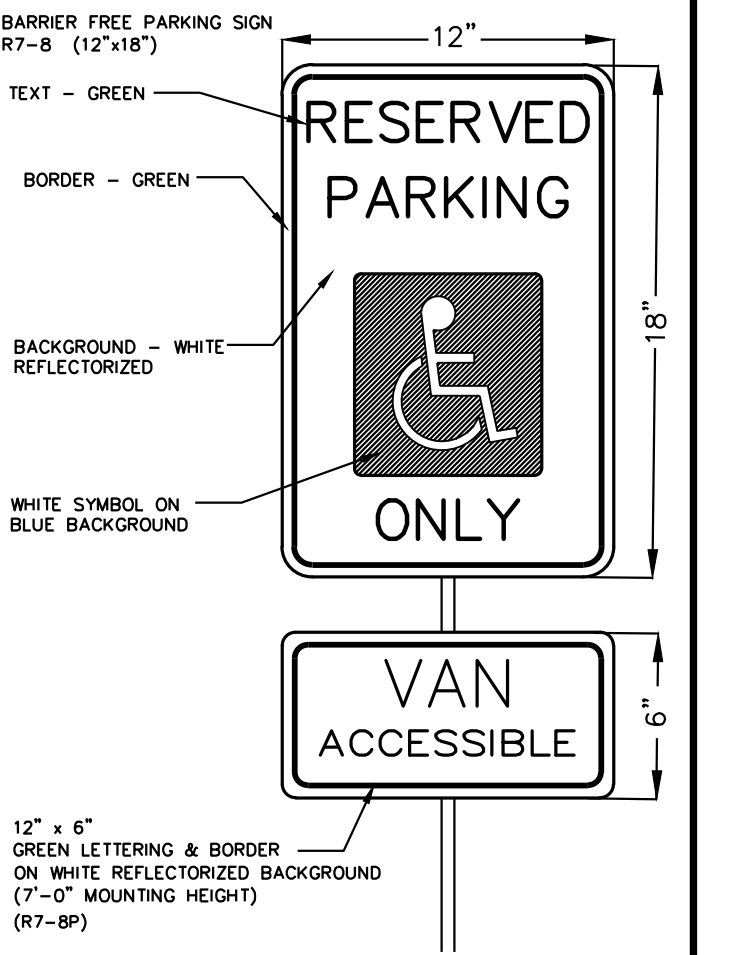 BARRIER FREE PARKING SIGN
R7-8 (12"x18")
12"
TEXT - GREEN
RESERVED
BORDER - GREEN
PARKING
18"
BACKGROUND - WHITE
REFLECTORIZED
WHITE SYMBOL ON
BLUE BACKGROUND
ONLY
VAN
ACCESSIBLE
6"
12" x 6"
GREEN LETTERING & BORDER
ON WHITE REFLECTORIZED BACKGROUND
(7'-0" MOUNTING HEIGHT)
(R7-8P)